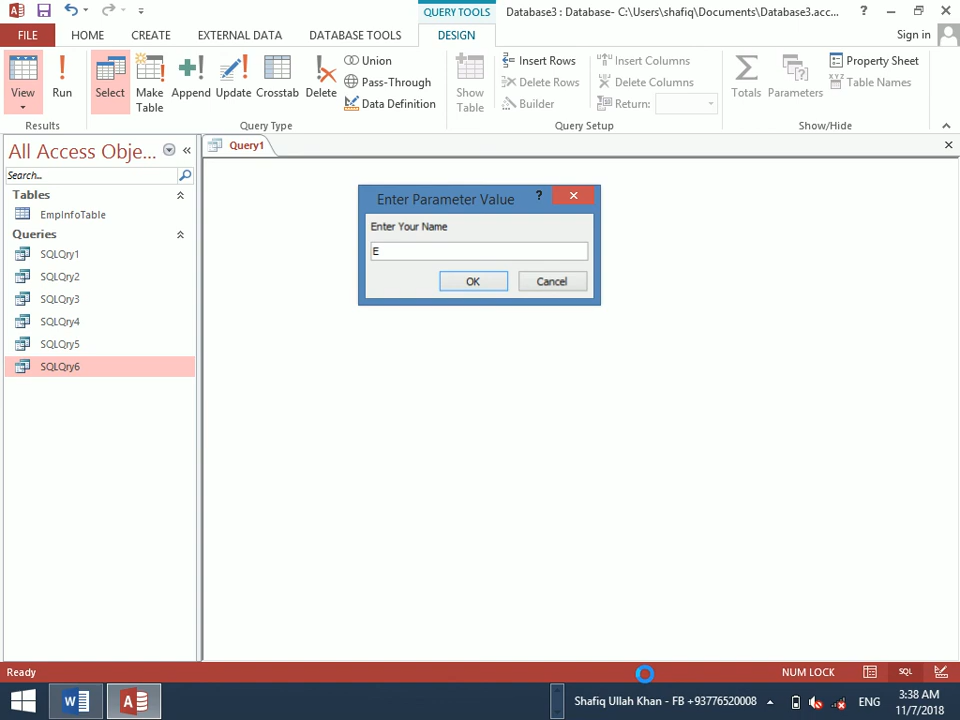 QUERY TOOLS
Database3 : Database- C:\Users\shafiq\Documents\Database3.acc...
? 
FILE HOME CREATE EXTERNAL DATA DATABASE TOOLS DESIGN Sign in
View Run Select Make Table Append Update Crosstab Delete
Union
Pass-Through
Data Definition
Show Table
Insert Rows
Delete Rows
Builder
Insert Columns
Delete Columns
Return:
Totals Parameters
Property Sheet
Table Names
Results Query Type Query Setup Show/Hide
All Access Obje...
Search...
Tables
EmpInfoTable
Queries
SQLQry1
SQLQry2
SQLQry3
SQLQry4
SQLQry5
SQLQry6
Query1
Enter Parameter Value ?
Enter Your Name
E
OK Cancel
Ready NUM LOCK SQL
Shafiq Ullah Khan - FB +93776520008 ENG 3:38 AM
11/7/2018